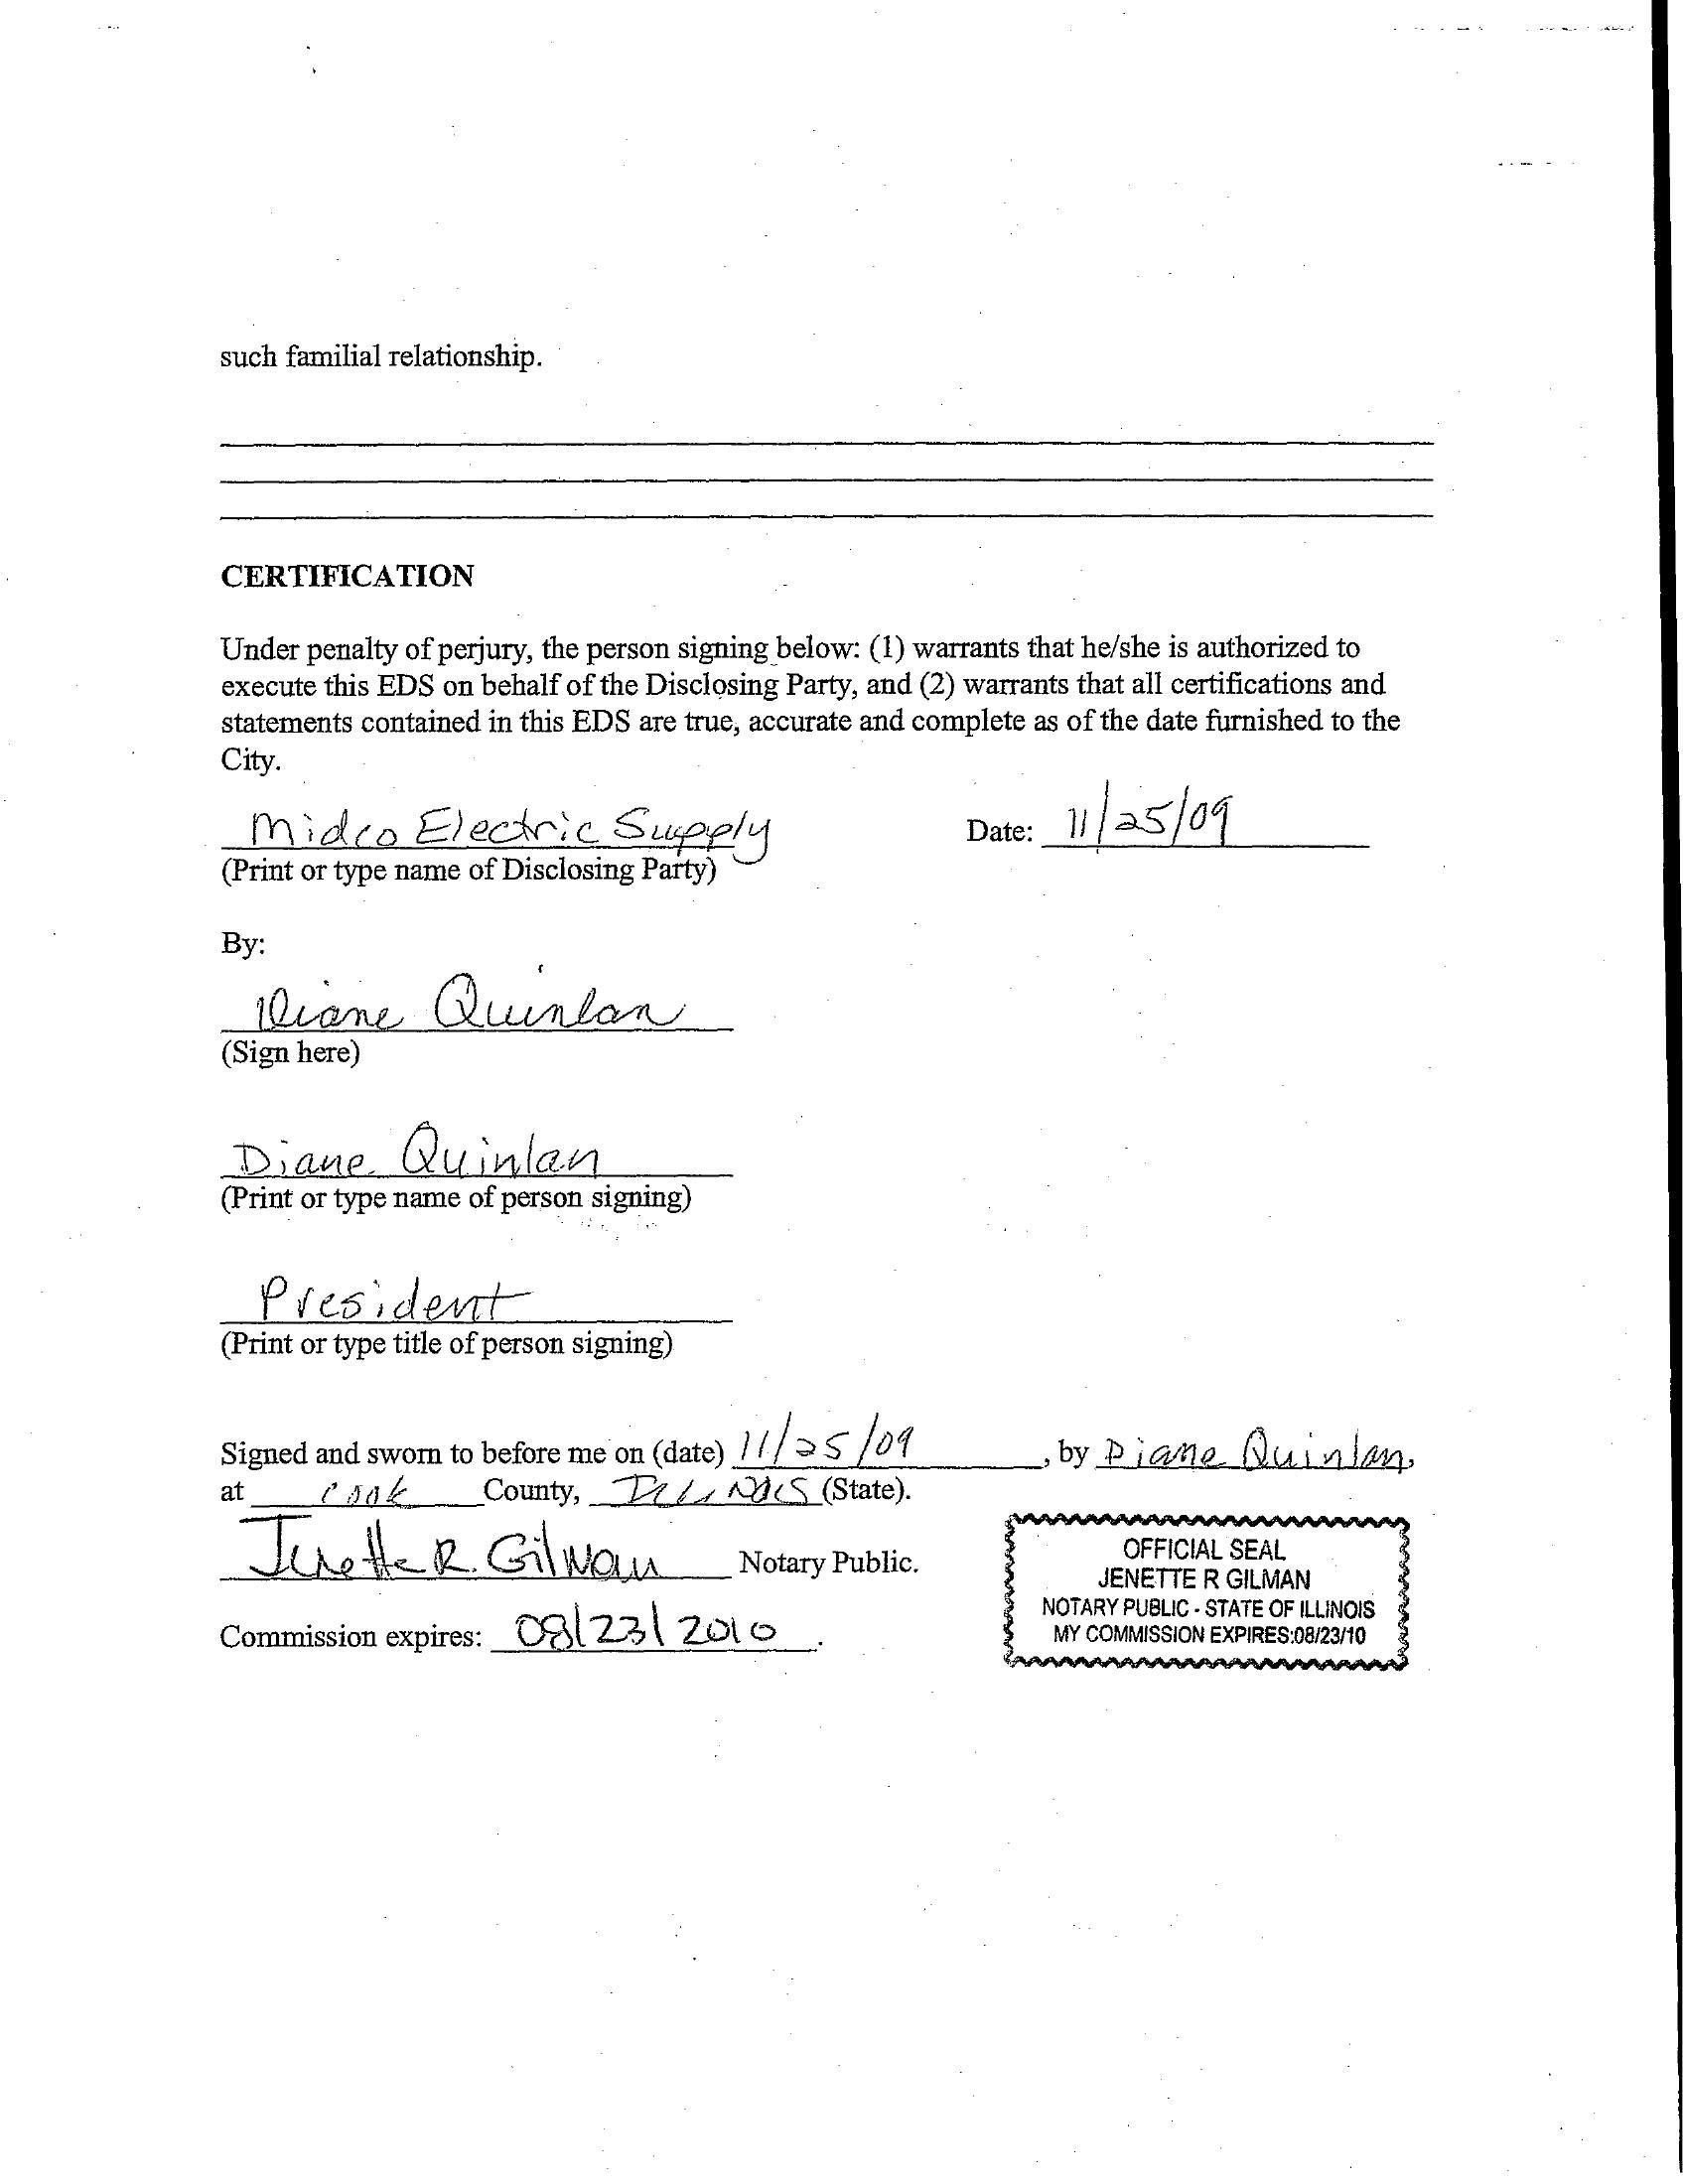 such familial relationship.
CERTIFICATION
Under penalty of perjury, the person signing below: (1) warrants that he/she is authorized to
execute this EDS on behalf of the Disclosing Party, and (2) warrants that all certifications and
statements contained in this EDS are true, accurate and complete as of the date furnished to the
City.
Midco Electric Supply Date: 11/25/09
(Print or type name of Disclosing Party)
By:
Diane Quinlan
(Sign here)
Diane Quinlan
(Print or type name of person signing)
President
(Print or type title of person signing)
Signed and sworn to before me on (date) 11/25/09, by Diane Quinlan,
at Cook County, ILLINOIS (State).
Jenette R. Gilman Notary Public.
Commission expires: 08/23/2010.
OFFICIAL SEAL
JENETTE R GILMAN
NOTARY PUBLIC - STATE OF ILLINOIS
MY COMMISSION EXPIRES:08/23/10